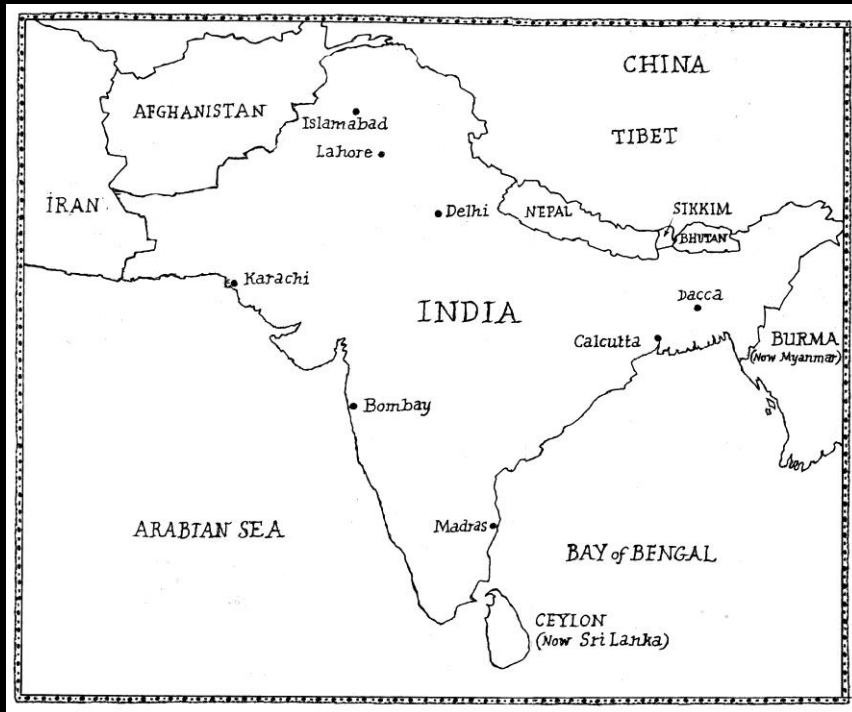 CHINA
AFGHANISTAN
Islamabad
TIBET
Lahore
IRAN
Delhi
NEPAL
SIKKIM
BHUTAN
Karachi
INDIA
Dacca
Calcutta
BURMA
(Now Myanmar)
Bombay
Madras
ARABIAN SEA
BAY of BENGAL
CEYLON
(Now Sri Lanka)